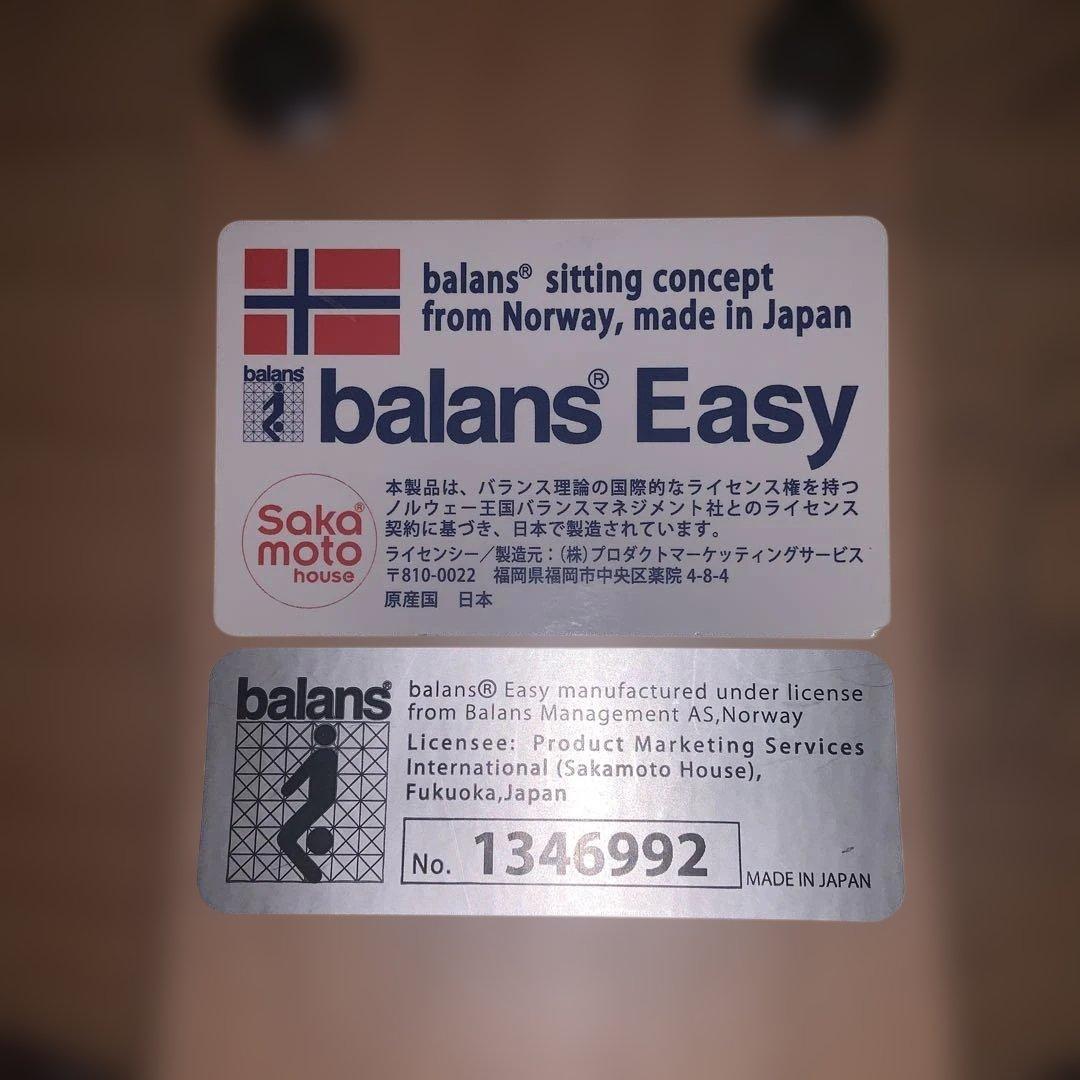 balans® sitting concept
from Norway, made in Japan
balans
balans® Easy
Saka®
moto
house
本製品は、バランス理論の国際的なライセンス権を持つ
ノルウェー王国バランスマネジメント社とのライセンス
契約に基づき、日本で製造されています。
ライセンシー／製造元：（株）プロダクトマーケッティングサービス
〒810-0022 福岡県福岡市中央区薬院 4-8-4
原産国 日本
balans®
balans® Easy manufactured under license
from Balans Management AS,Norway
Licensee: Product Marketing Services
International (Sakamoto House),
Fukuoka,Japan
No. 1346992
MADE IN JAPAN